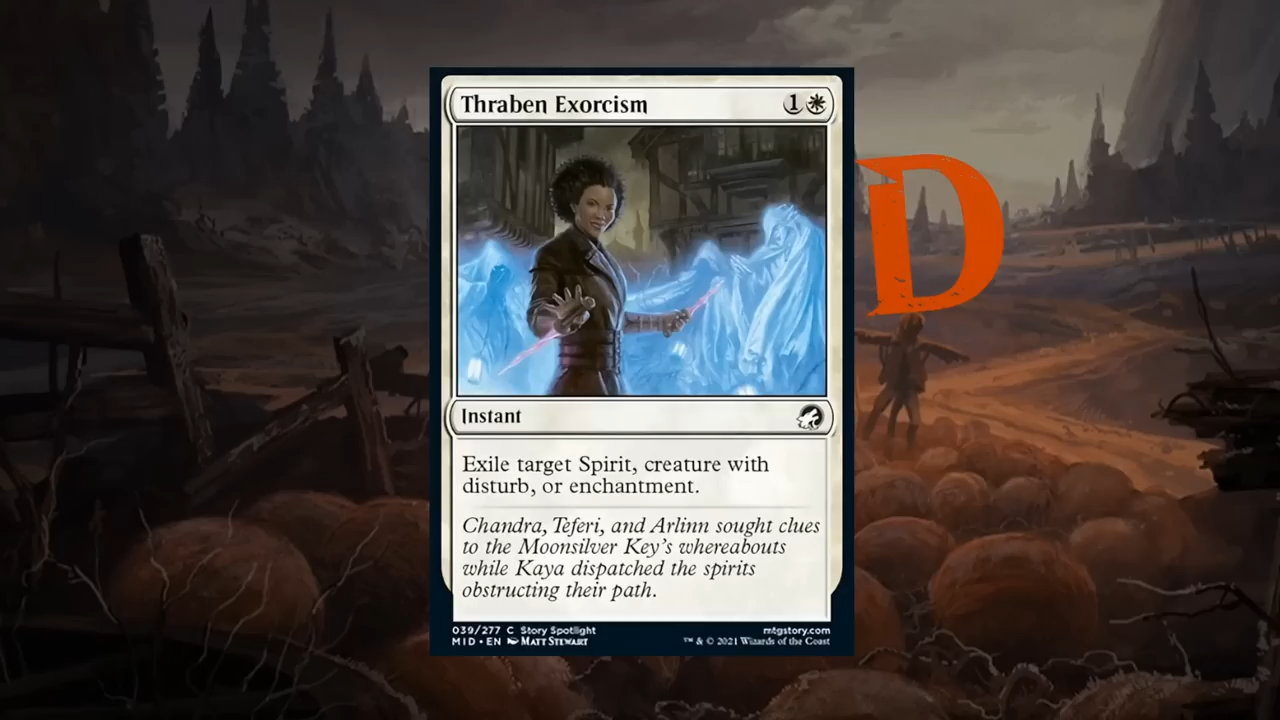 Thraben Exorcism 1
D
Instant
Exile target Spirit, creature with
disturb, or enchantment.
Chandra, Teferi, and Arlinn sought clues
to the Moonsilver Key's whereabouts
while Kaya dispatched the spirits
obstructing their path.
039/277 C Story Spotlight mtgstory.com
MID • EN Matt Stewart ™ & © 2021 Wizards of the Coast